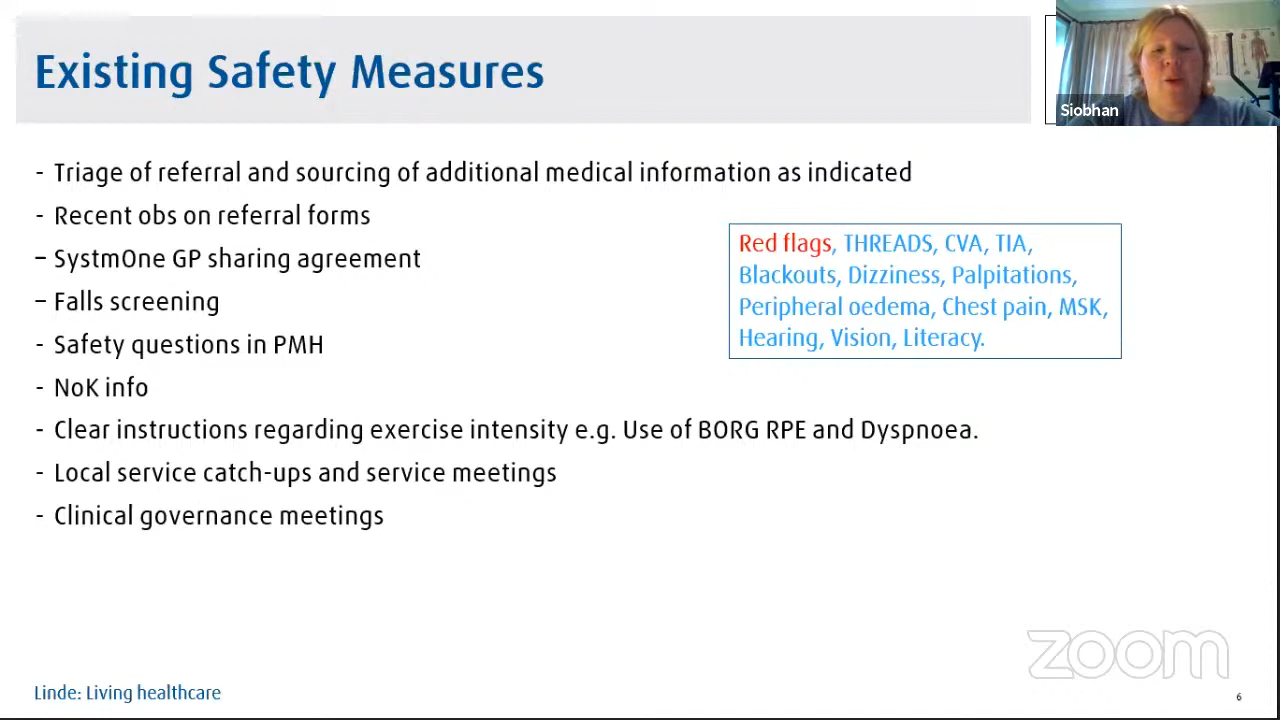 Existing Safety Measures
Siobhan
- Triage of referral and sourcing of additional medical information as indicated
- Recent obs on referral forms
– SystmOne GP sharing agreement
– Falls screening
- Safety questions in PMH
- NoK info
- Clear instructions regarding exercise intensity e.g. Use of BORG RPE and Dyspnoea.
- Local service catch-ups and service meetings
- Clinical governance meetings
Red flags, THREADS, CVA, TIA,
Blackouts, Dizziness, Palpitations,
Peripheral oedema, Chest pain, MSK,
Hearing, Vision, Literacy.
zoom
Linde: Living healthcare
6